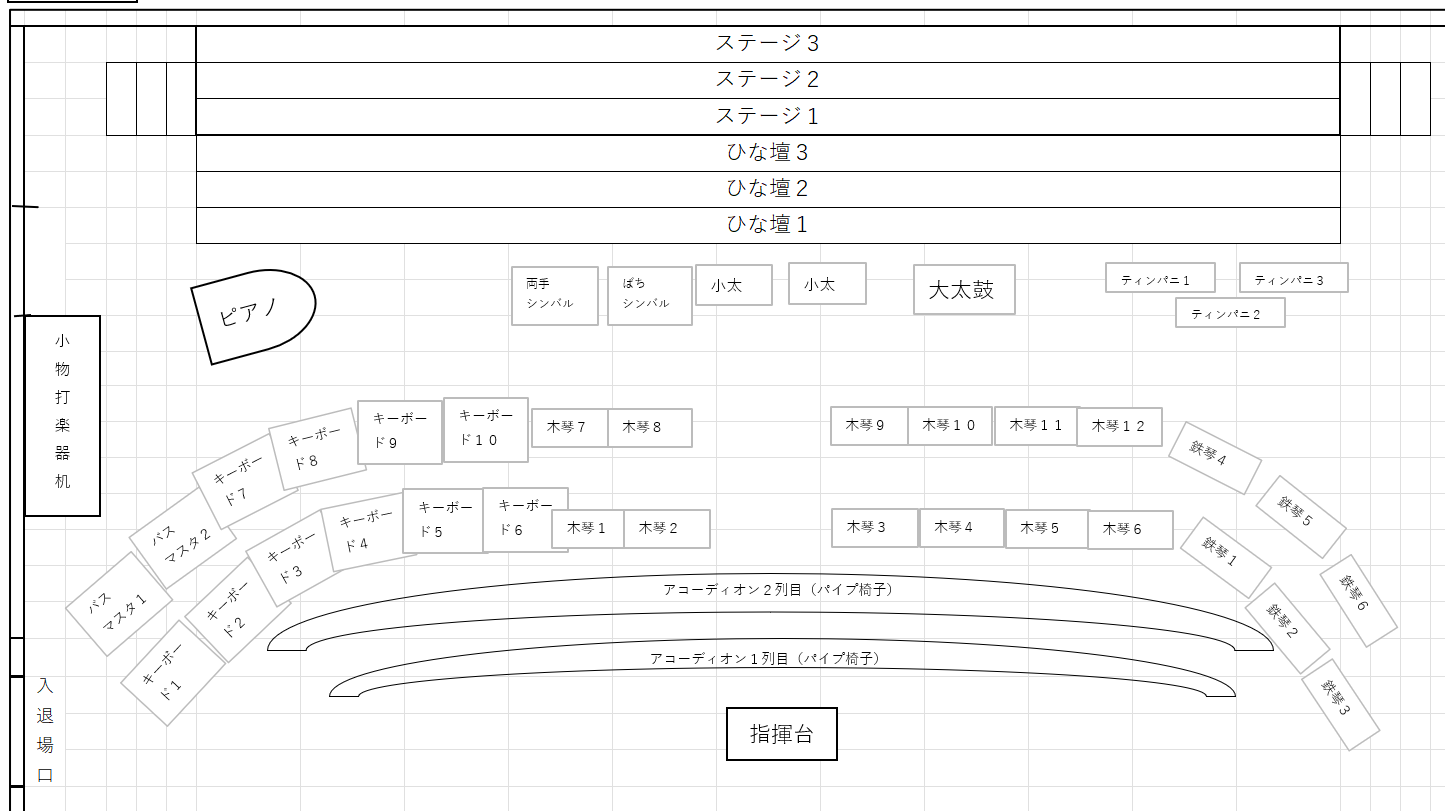 ステージ３
ステージ２
ステージ１
ひな壇３
ひな壇２
ひな壇１
ピアノ
両手
シンバル
ぽち
シンバル
小太
小太
大太鼓
ティンパニ１
ティンパニ３
ティンパニ２
小物打楽器机
キーボー
ド８
キーボー
ド９
キーボー
ド１０
木琴７
木琴８
木琴９
木琴１０
木琴１１
木琴１２
鉄琴４
鉄琴５
鉄琴６
キーボー
ド７
バス
マスタ２
バス
マスタ１
キーボー
ド１
キーボー
ド２
キーボー
ド３
キーボー
ド４
キーボー
ド５
キーボー
ド６
木琴１
木琴２
木琴３
木琴４
木琴５
木琴６
鉄琴１
鉄琴２
鉄琴３
アコーディオン２列目（パイプ椅子）
アコーディオン１列目（パイプ椅子）
指揮台
入退場口